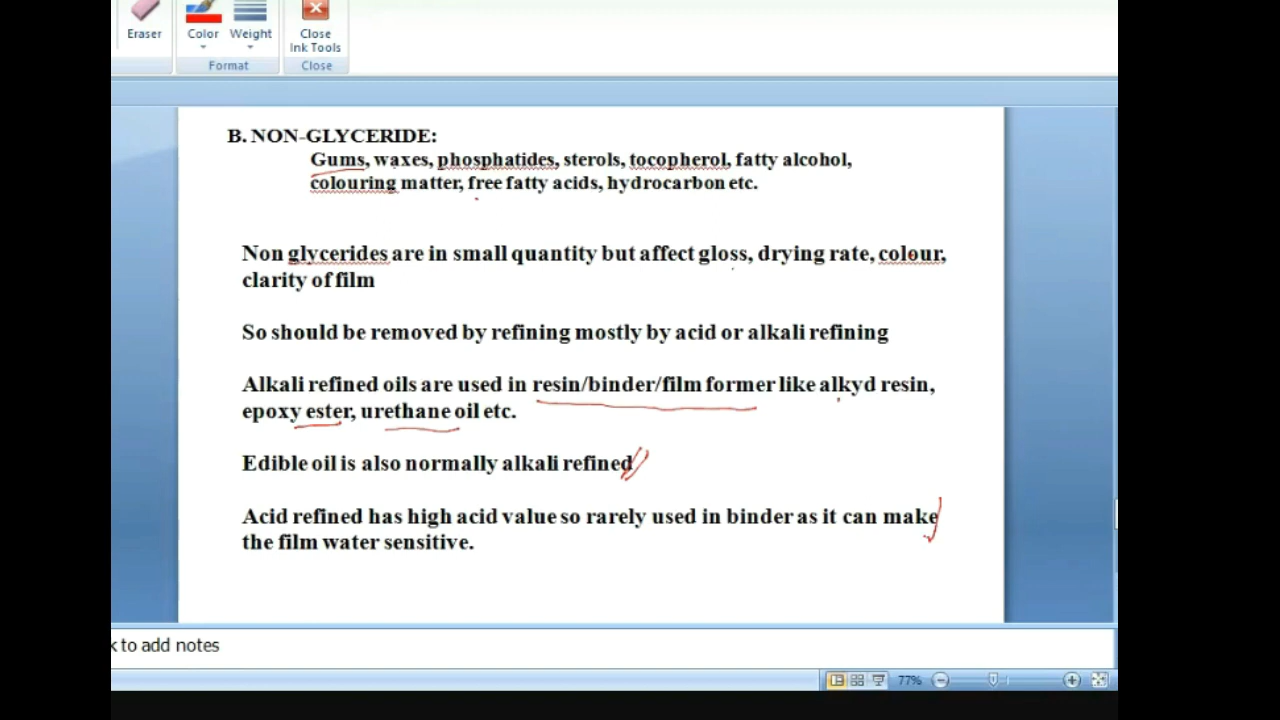 Eraser
Color
Weight
Close
Ink Tools
Format
Close
B. NON-GLYCERIDE:
Gums, waxes, phosphatides, sterols, tocopherol, fatty alcohol,
colouring matter, free fatty acids, hydrocarbon etc.
Non glycerides are in small quantity but affect gloss, drying rate, colour,
clarity of film
So should be removed by refining mostly by acid or alkali refining
Alkali refined oils are used in resin/binder/film former like alkyd resin,
epoxy ester, urethane oil etc.
Edible oil is also normally alkali refined
Acid refined has high acid value so rarely used in binder as it can make
the film water sensitive.
k to add notes
77%